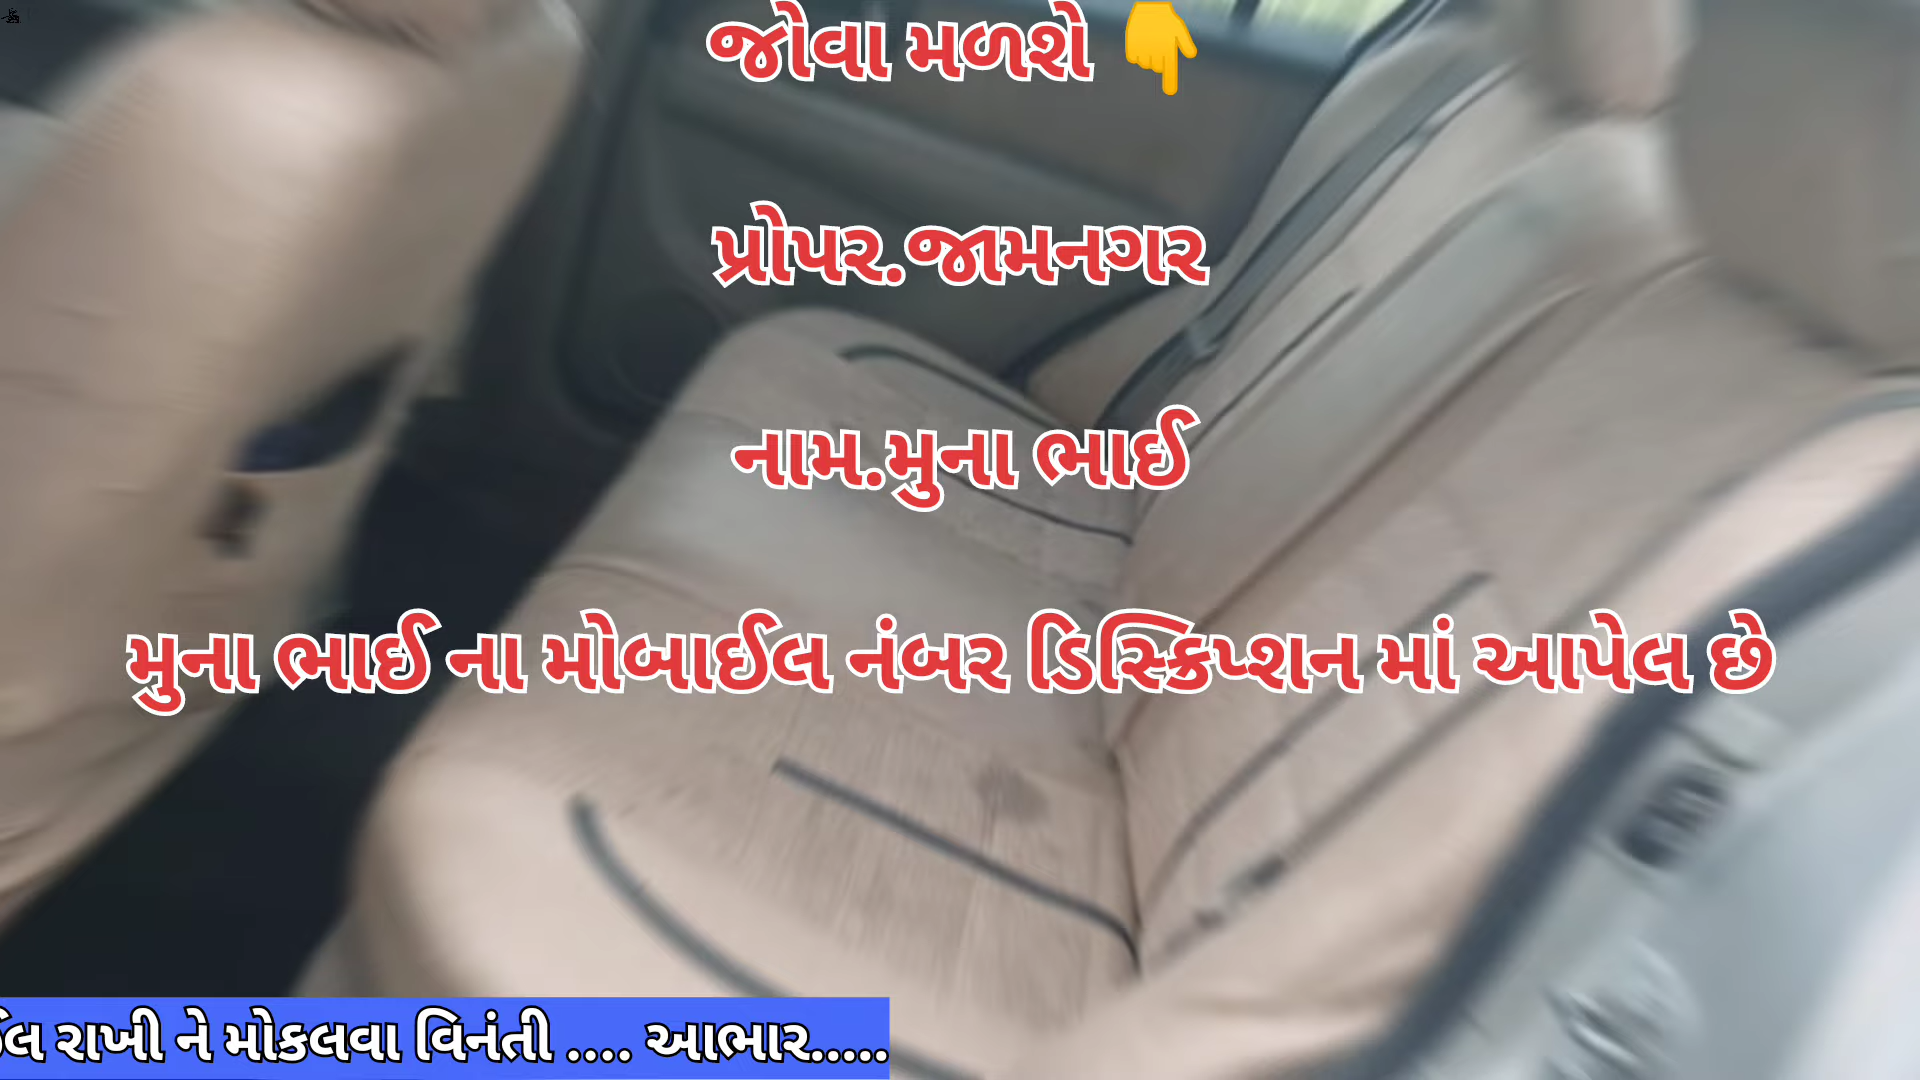 જોવા મળશે 👇
પ્રોપર.જામનગર
નામ.મુના ભાઈ
મુના ભાઈ ના મોબાઈલ નંબર ડિસ્ક્રિપ્શન માં આપેલ છે
રાખી ને મોકલવા વિનંતી .... આભાર.....